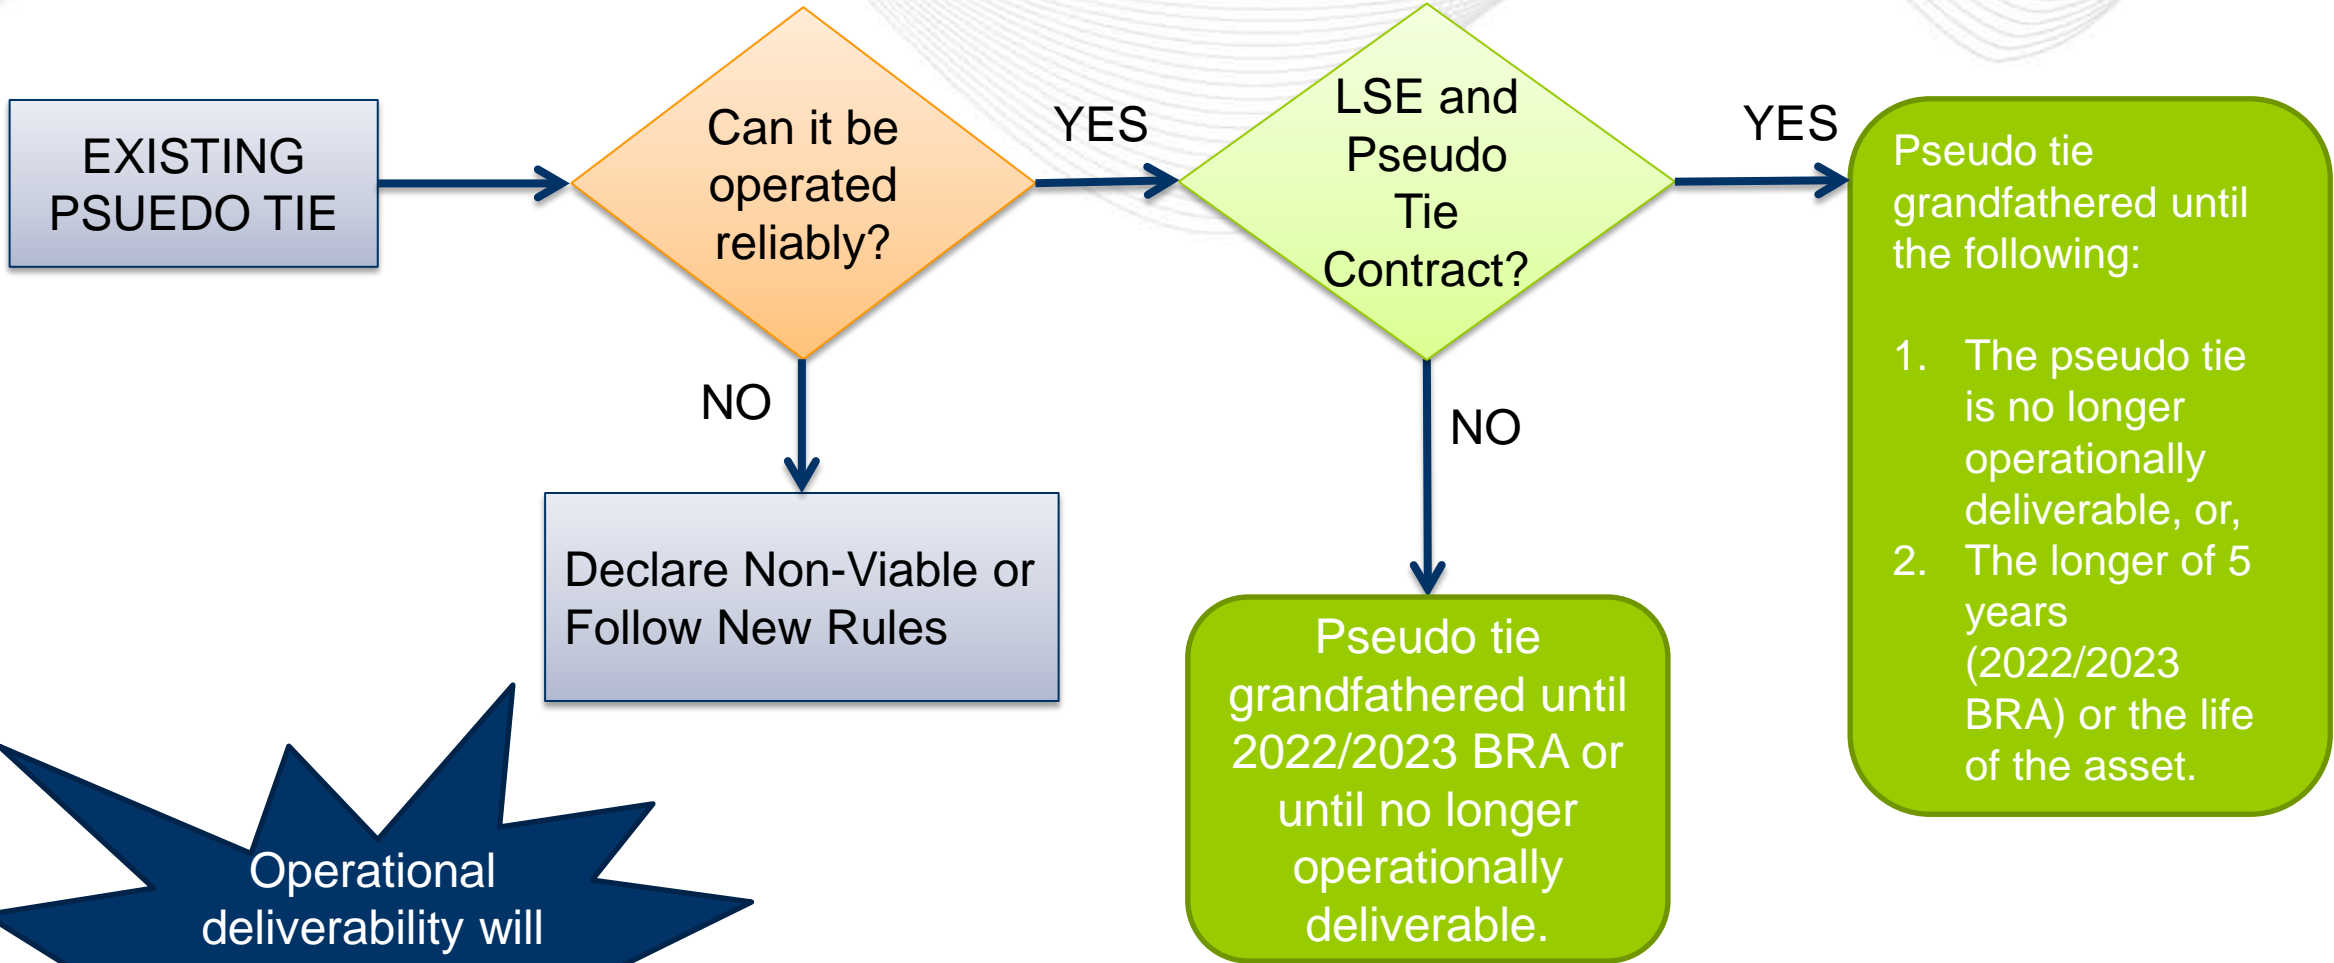 EXISTING
PSUEDO TIE
Can it be
operated
reliably?
YES
LSE and
Pseudo
Tie
Contract?
YES
Pseudo tie
grandfathered until
the following:
1. The pseudo tie
is no longer
operationally
deliverable, or,
2. The longer of 5
years
(2022/2023
BRA) or the life
of the asset.
NO
Declare Non-Viable or
Follow New Rules
NO
Pseudo tie
grandfathered until
2022/2023 BRA or
until no longer
operationally
deliverable.
Operational
deliverability will